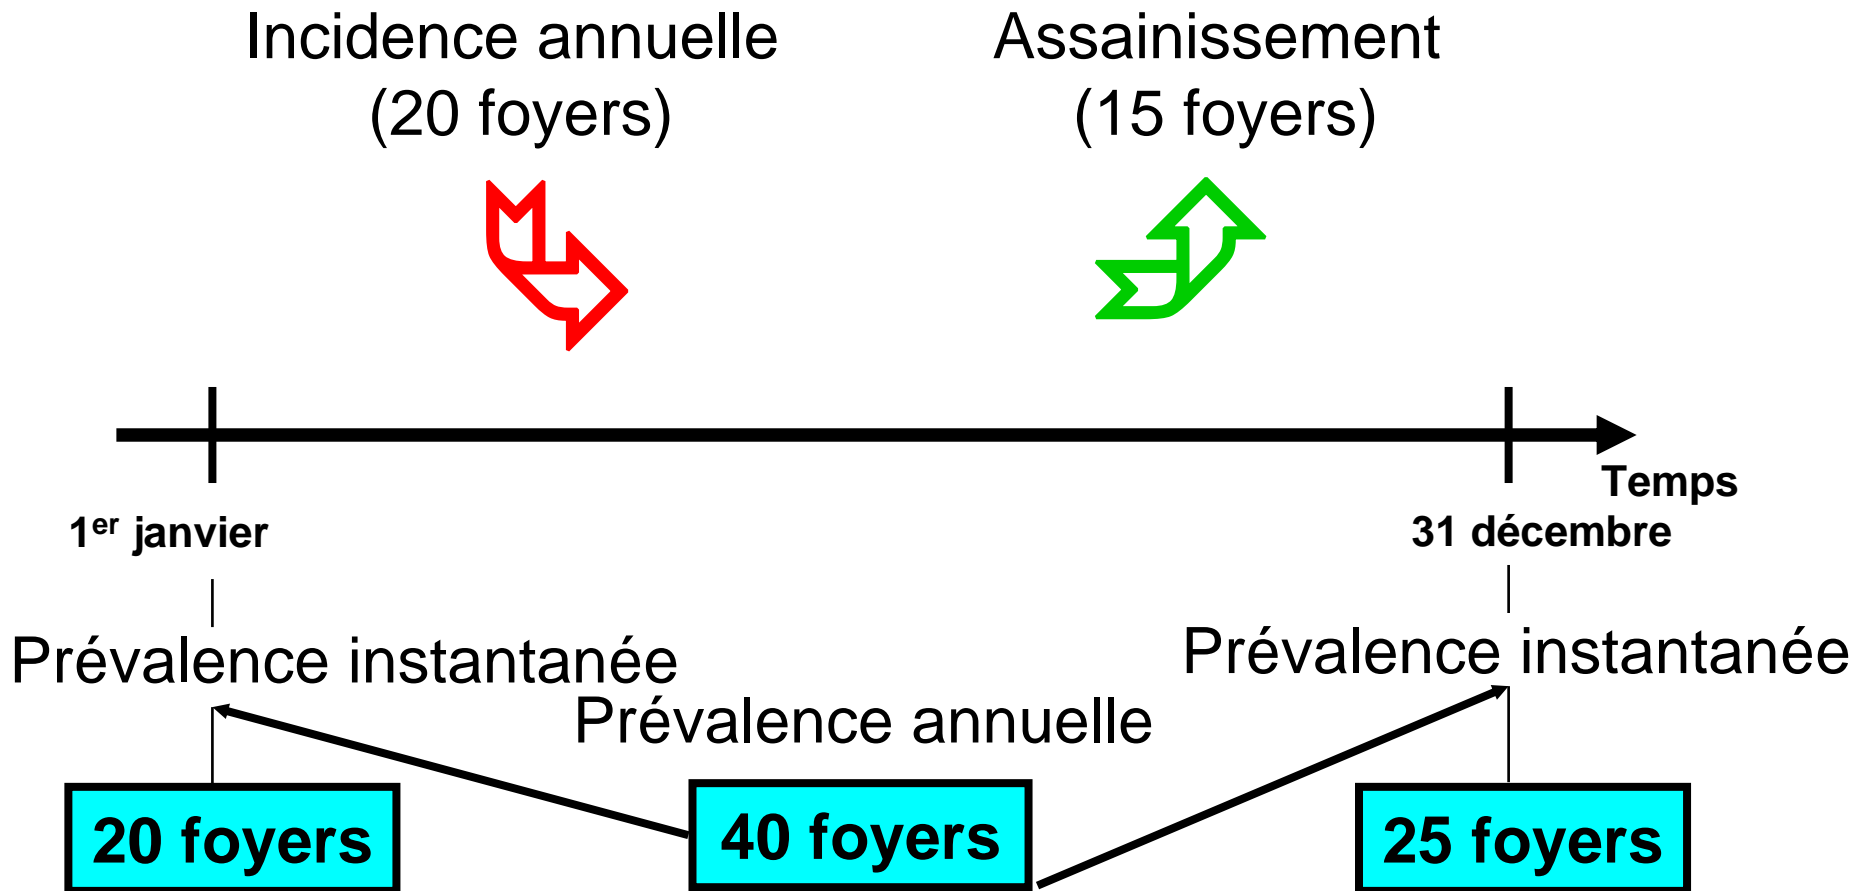 Incidence annuelle
(20 foyers)
Assainissement
(15 foyers)
Temps
1er janvier
31 décembre
Prévalence instantanée
Prévalence instantanée
Prévalence annuelle
20 foyers
40 foyers
25 foyers